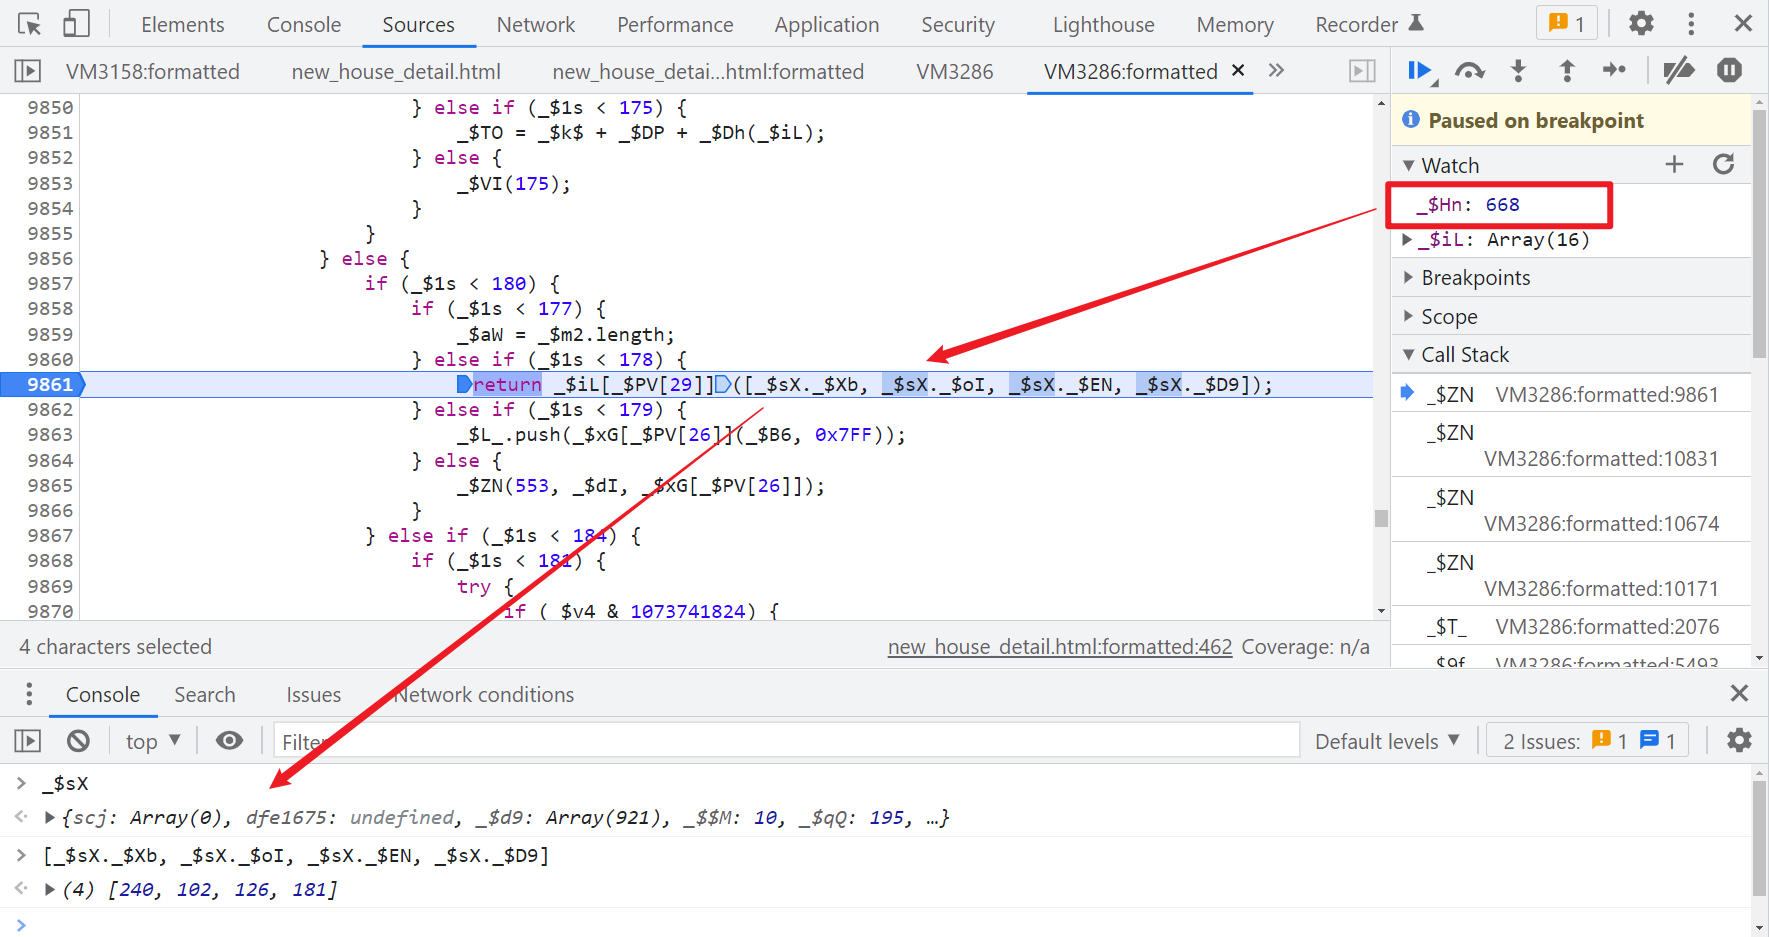 Elements Console Sources Network Performance Memory Application Security Lighthouse Recorder 1
VM3158:formatted new_house_detail.html new_house_detai...html:formatted VM3286 VM3286:formatted × »
9850 } else if (_$1s < 175) {
9851 _$TO = _$k$ + _$DP + _$Dh(_$iL);
9852 } else {
9853 _$VI(175);
9854 }
9855 }
9856 } else {
9857 if (_$1s < 180) {
9858 if (_$1s < 177) {
9859 _$aW = _$m2.length;
9860 } else if (_$1s < 178) {
9861 return _$iL[_$PV[29]]([_$sX._$Xb, _$sX._$oI, _$sX._$EN, _$sX._$D9]);
9862 } else if (_$1s < 179) {
9863 _$L_.push(_$xG[_$PV[26]](_$B6, 0x7FF));
9864 } else {
9865 _$ZN(553, _$dI, _$xG[_$PV[26]]);
9866 }
9867 } else if (_$1s < 184) {
9868 if (_$1s < 181) {
9869 try {
9870 if (_$v4 & 1073741824) {
4 characters selected new_house_detail.html:formatted:462 Coverage: n/a
Paused on breakpoint
Watch
_$Hn: 668
_$iL: Array(16)
Breakpoints
Scope
Call Stack
_$ZN VM3286:formatted:9861
_$ZN
VM3286:formatted:10831
_$ZN
VM3286:formatted:10674
_$ZN
VM3286:formatted:10171
_$T_ VM3286:formatted:2076
_$9f VM3286:formatted:5493
Console Search Issues Network conditions
top Filter Default levels 2 Issues: 1 1
> _$sX
{scj: Array(0), dfe1675: undefined, _$d9: Array(921), _$$M: 10, _$qQ: 195, …}
> [_$sX._$Xb, _$sX._$oI, _$sX._$EN, _$sX._$D9]
(4) [240, 102, 126, 181]
>